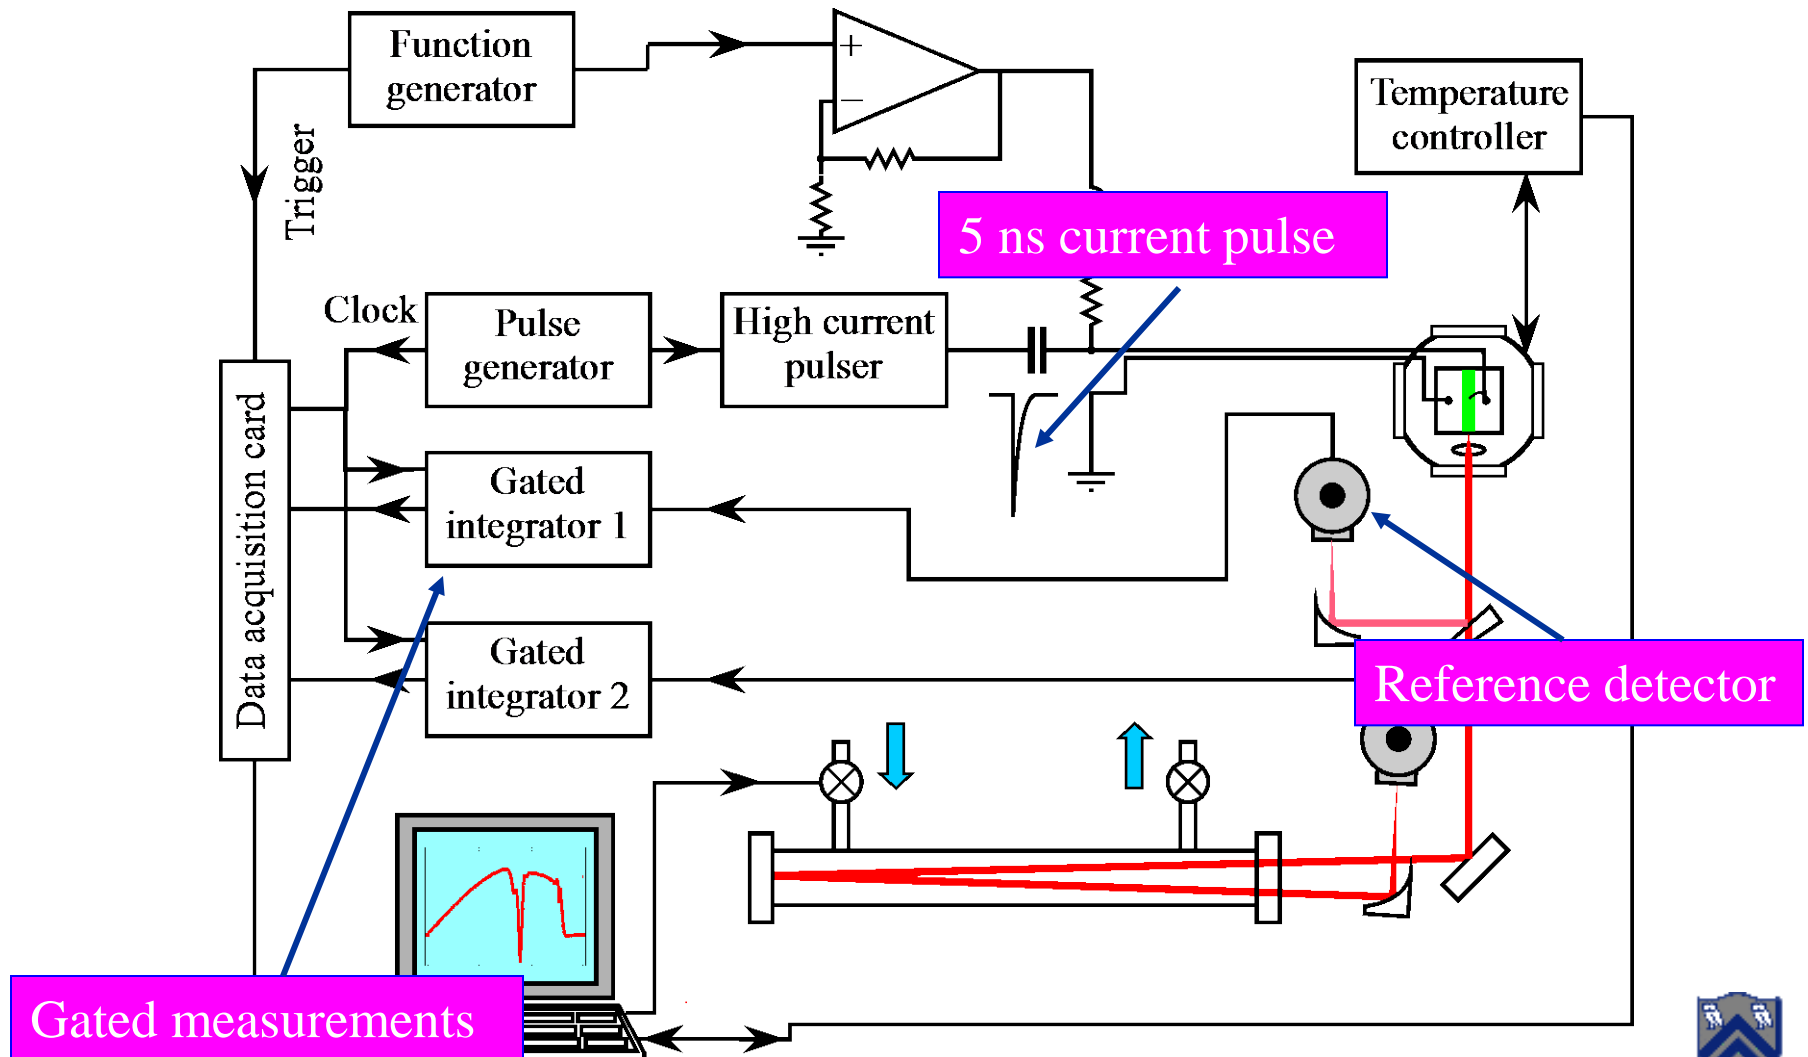 Function
generator
+
−
Temperature
controller
Trigger
5 ns current pulse
Clock
Pulse
generator
High current
pulser
Data acquisition card
Gated
integrator 1
Gated
integrator 2
Reference detector
Gated measurements